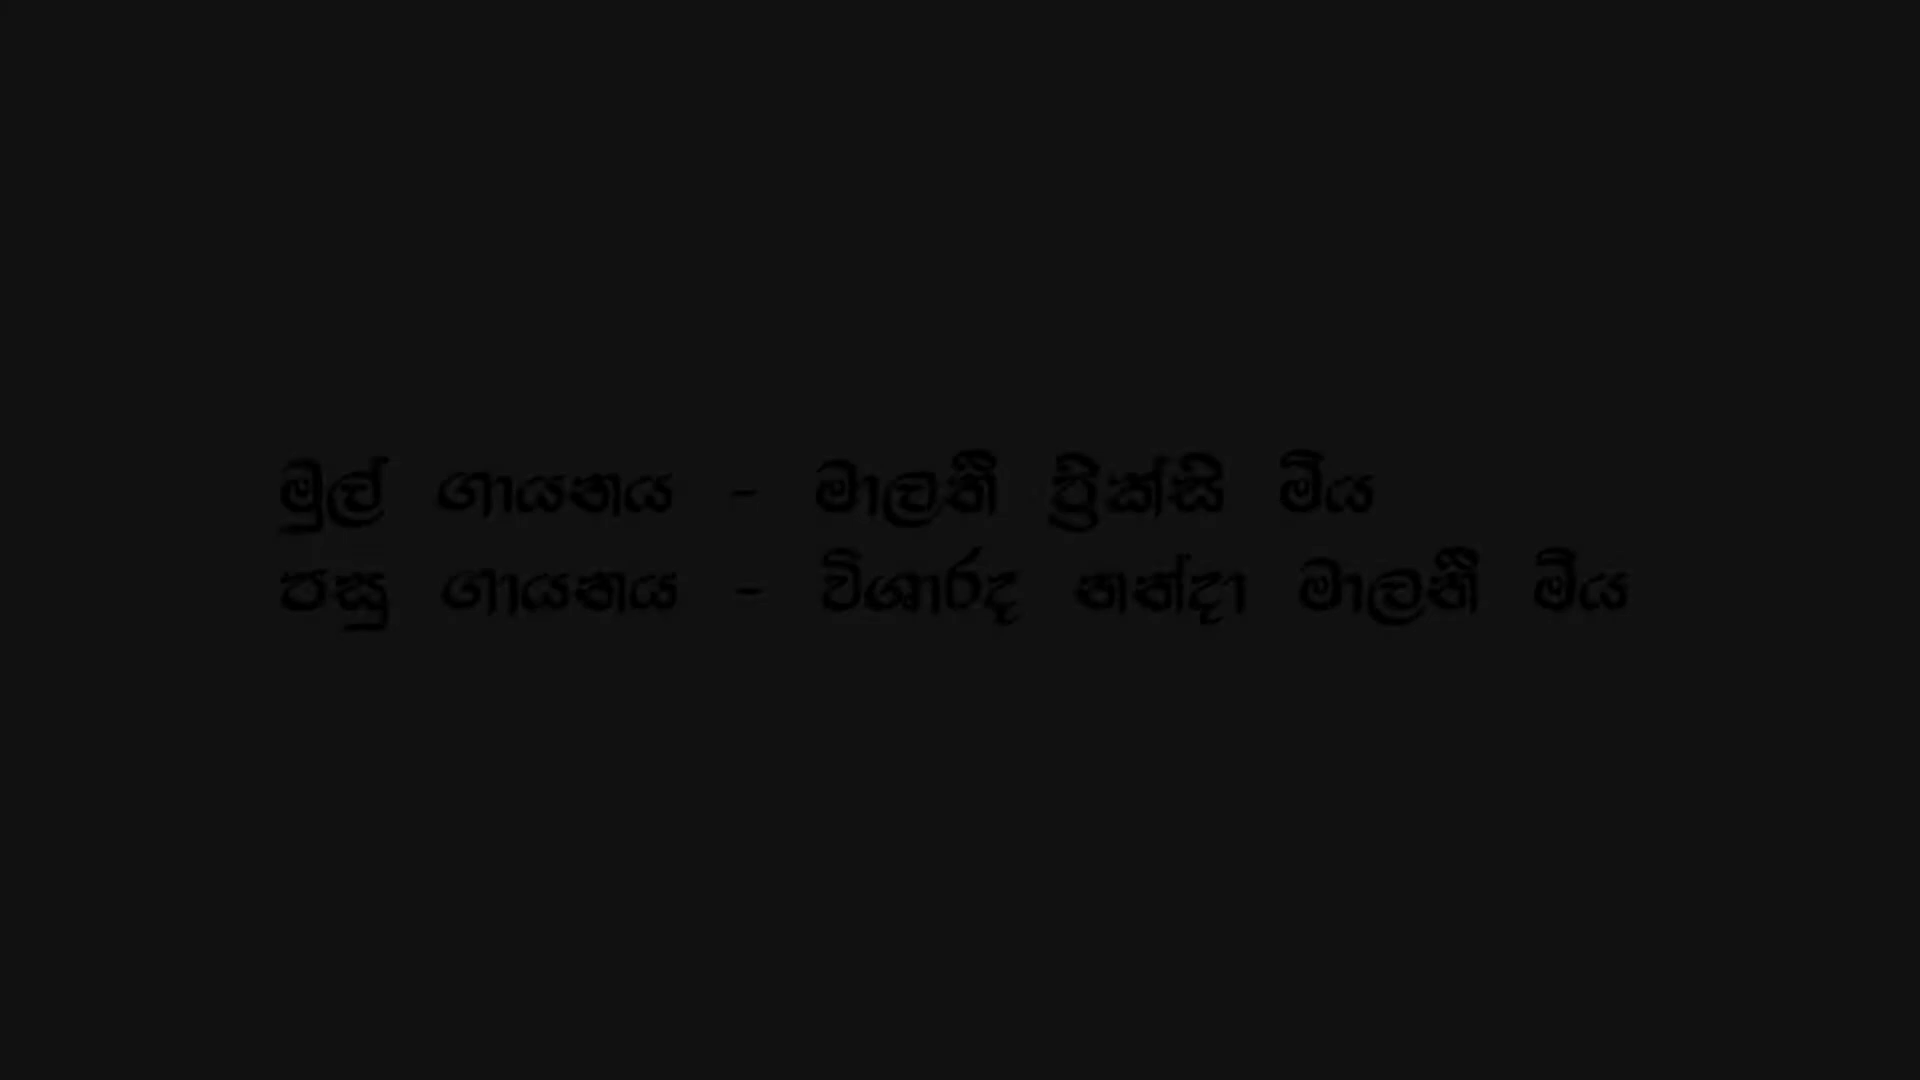 මුල් ගායනය - මාලනී ප්‍රික්සි මිය
පසු ගායනය - විශාරද නන්දා මාලනී මිය